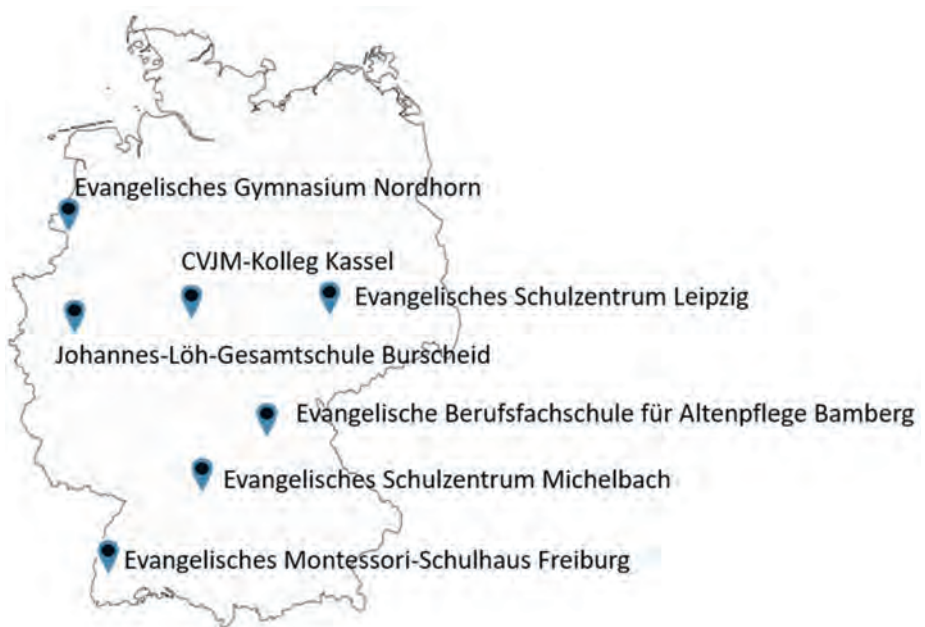 Evangelisches Gymnasium Nordhorn
CVJM-Kolleg Kassel
Evangelisches Schulzentrum Leipzig
Johannes-Löh-Gesamtschule Burscheid
Evangelische Berufsfachschule für Altenpflege Bamberg
Evangelisches Schulzentrum Michelbach
Evangelisches Montessori-Schulhaus Freiburg